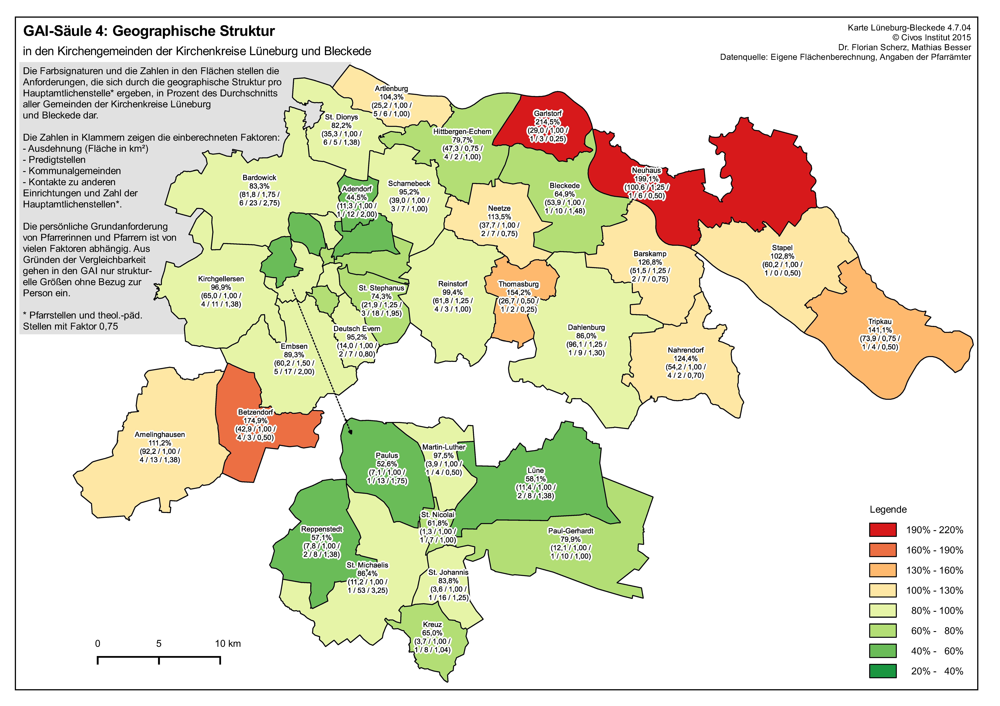 GAI-Säule 4: Geographische Struktur
in den Kirchengemeinden der Kirchenkreise Lüneburg und Bleckede
Karte Lüneburg-Bleckede 4.7.04
© Civos Institut 2015
Dr. Florian Scherz, Mathias Besser
Datenquelle: Eigene Flächenberechnung, Angaben der Pfarrämter
Die Farbsignaturen und die Zahlen in den Flächen stellen die
Anforderungen, die sich durch die geographische Struktur pro
Hauptamtlichenstelle* ergeben, in Prozent des Durchschnitts
aller Gemeinden der Kirchenkreise Lüneburg
und Bleckede dar.
Die Zahlen in Klammern zeigen die einberechneten Faktoren:
- Ausdehnung (Fläche in km²)
- Predigtstellen
- Kommunalgemeinden
- Kontakte zu anderen
Einrichtungen und Zahl der
Hauptamtlichenstellen*.
Die persönliche Grundanforderung
von Pfarrerinnen und Pfarrern ist von
vielen Faktoren abhängig. Aus
Gründen der Vergleichbarkeit
gehen in den GAI nur struktur-
elle Größen ohne Bezug zur
Person ein.
* Pfarrstellen und theol.-päd.
Stellen mit Faktor 0,75
Artlenburg
104,3%
(25,2 / 1,00 /
5 / 6 / 1,00)
St. Dionys
82,2%
(35,3 / 1,00 /
6 / 5 / 1,38)
Hittbergen-Echem
79,7%
(47,3 / 0,75 /
4 / 2 / 1,00)
Garlstorf
214,5%
(29,0 / 1,00 /
1 / 3 / 0,25)
Neuhaus
199,1%
(100,6 / 1,25 /
1 / 6 / 0,50)
Bardowick
83,3%
(81,8 / 1,75 /
6 / 23 / 2,75)
Adendorf
44,5%
(11,3 / 1,00 /
1 / 12 / 2,00)
Scharnebeck
95,2%
(39,0 / 1,00 /
3 / 7 / 1,00)
Bleckede
64,9%
(53,9 / 1,00 /
1 / 10 / 1,48)
Neetze
113,5%
(37,7 / 1,00 /
2 / 7 / 0,75)
Barskamp
126,8%
(51,5 / 1,25 /
2 / 7 / 0,75)
Stapel
102,8%
(60,2 / 1,00 /
1 / 0 / 0,50)
Kirchgellersen
96,9%
(65,0 / 1,00 /
4 / 11 / 1,38)
St. Stephanus
74,3%
(21,9 / 1,25 /
3 / 18 / 1,95)
Reinstorf
99,4%
(61,8 / 1,25 /
4 / 3 / 1,00)
Thomasburg
154,2%
(26,7 / 0,50 /
1 / 2 / 0,25)
Tripkau
141,1%
(73,9 / 0,75 /
1 / 4 / 0,50)
Deutsch Evern
95,2%
(14,0 / 1,00 /
2 / 7 / 0,80)
Dahlenburg
86,0%
(96,1 / 1,25 /
1 / 9 / 1,30)
Embsen
89,3%
(60,2 / 1,50 /
5 / 17 / 2,00)
Nahrendorf
124,4%
(54,2 / 1,00 /
4 / 2 / 0,70)
Betzendorf
174,9%
(42,9 / 1,00 /
4 / 3 / 0,50)
Amelinghausen
111,2%
(92,2 / 1,00 /
4 / 13 / 1,38)
Martin-Luther
97,5%
(3,9 / 1,00 /
1 / 4 / 0,50)
Paulus
52,6%
(7,1 / 1,00 /
1 / 13 / 1,75)
Lüne
58,1%
(11,4 / 1,00 /
2 / 8 / 1,38)
St. Nicolai
61,8%
(1,3 / 1,00 /
1 / 7 / 1,00)
Reppenstedt
57,1%
(7,8 / 1,00 /
2 / 8 / 1,38)
Paul-Gerhardt
79,9%
(12,1 / 1,00 /
1 / 10 / 1,00)
St. Michaelis
86,4%
(11,2 / 1,00 /
1 / 53 / 3,25)
St. Johannis
83,8%
(3,6 / 1,00 /
1 / 16 / 1,25)
Kreuz
65,0%
(3,7 / 1,00 /
1 / 8 / 1,04)
0 5 10 km
Legende
190% - 220%
160% - 190%
130% - 160%
100% - 130%
80% - 100%
60% - 80%
40% - 60%
20% - 40%